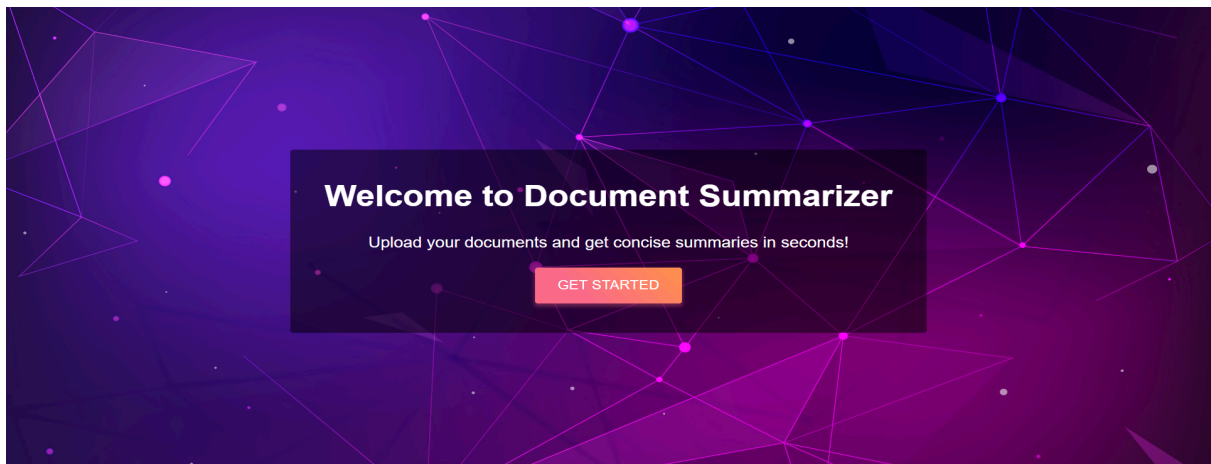 Welcome to Document Summarizer
Upload your documents and get concise summaries in seconds!
GET STARTED